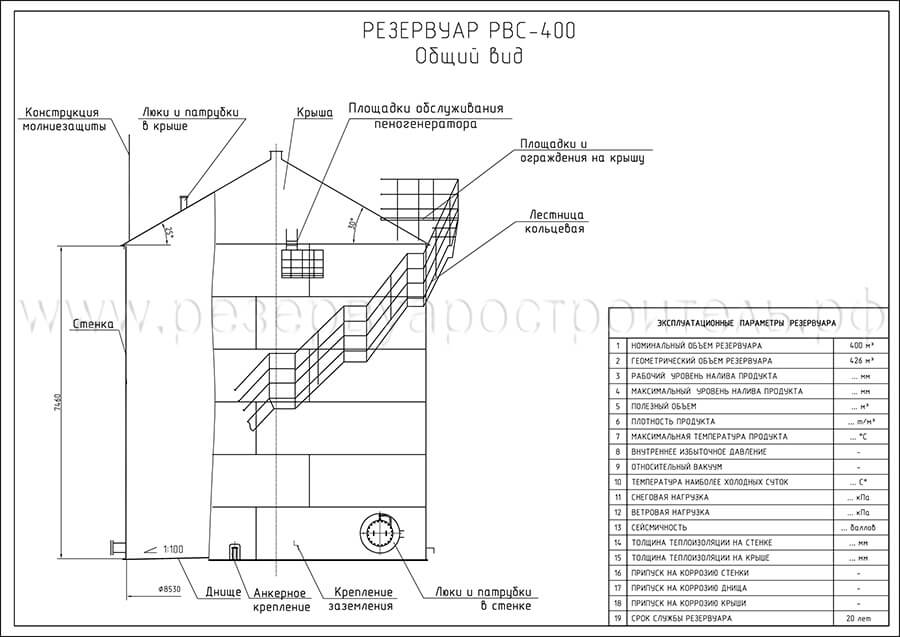 РЕЗЕРВУАР РВС-400
Общий вид
Конструкция
молниезащиты
Люки и патрубки
в крыше
Крыша
Площадки обслуживания
пеногенератора
Площадки и
ограждения на крышу
Лестница
кольцевая
25°
30°
www.резервуаростроитель.рф
Стенка
7460
1:100
Ф8530
Днище
Анкерное
крепление
Крепление
заземления
Люки и патрубки
в стенке
ЭКСПЛУАТАЦИОННЫЕ ПАРАМЕТРЫ РЕЗЕРВУАРА
1 НОМИНАЛЬНЫЙ ОБЪЕМ РЕЗЕРВУАРА 400 м³
2 ГЕОМЕТРИЧЕСКИЙ ОБЪЕМ РЕЗЕРВУАРА 426 м³
3 РАБОЧИЙ УРОВЕНЬ НАЛИВА ПРОДУКТА ... мм
4 МАКСИМАЛЬНЫЙ УРОВЕНЬ НАЛИВА ПРОДУКТА ... мм
5 ПОЛЕЗНЫЙ ОБЪЕМ ... м³
6 ПЛОТНОСТЬ ПРОДУКТА ... т/м³
7 МАКСИМАЛЬНАЯ ТЕМПЕРАТУРА ПРОДУКТА ... °С
8 ВНУТРЕННЕЕ ИЗБЫТОЧНОЕ ДАВЛЕНИЕ -
9 ОТНОСИТЕЛЬНЫЙ ВАКУУМ -
10 ТЕМПЕРАТУРА НАИБОЛЕЕ ХОЛОДНЫХ СУТОК ... С°
11 СНЕГОВАЯ НАГРУЗКА ... кПа
12 ВЕТРОВАЯ НАГРУЗКА ... кПа
13 СЕЙСМИЧНОСТЬ ... баллов
14 ТОЛЩИНА ТЕПЛОИЗОЛЯЦИИ НА СТЕНКЕ ... мм
15 ТОЛЩИНА ТЕПЛОИЗОЛЯЦИИ НА КРЫШЕ ... мм
16 ПРИПУСК НА КОРРОЗИЮ СТЕНКИ -
17 ПРИПУСК НА КОРРОЗИЮ ДНИЩА -
18 ПРИПУСК НА КОРРОЗИЮ КРЫШИ -
19 СРОК СЛУЖБЫ РЕЗЕРВУАРА 20 лет